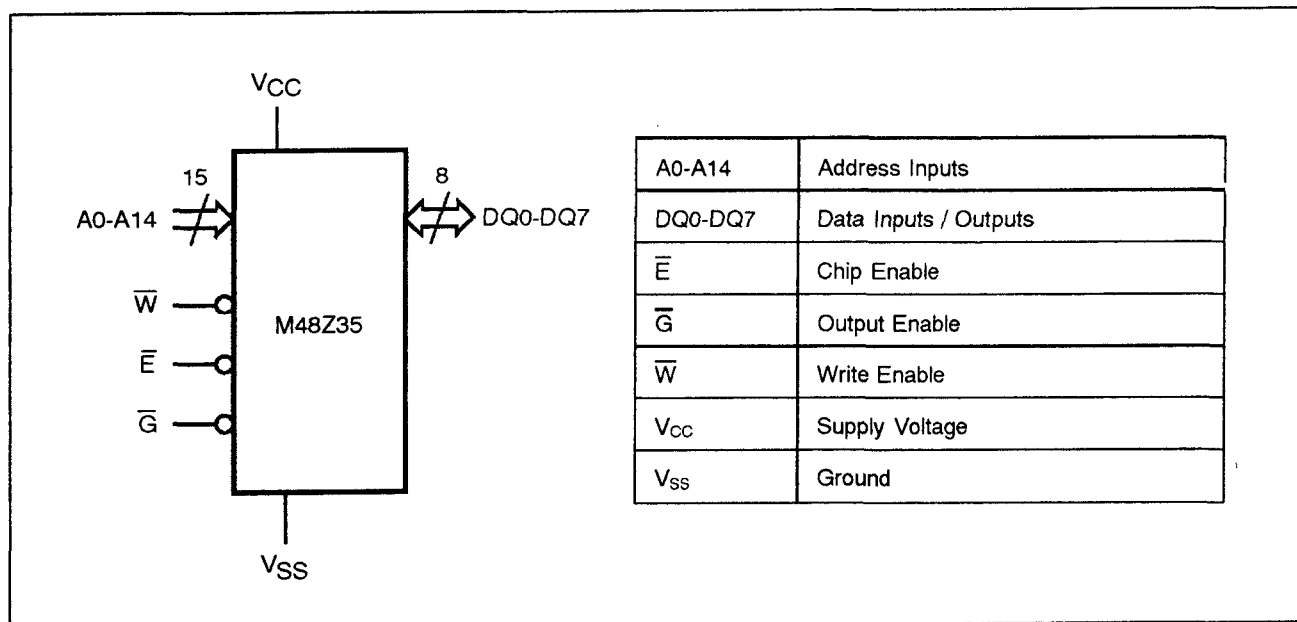 VCC
15
A0-A14
8
DQ0-DQ7
W̅
E̅
G̅
M48Z35
VSS
A0-A14 Address Inputs
DQ0-DQ7 Data Inputs / Outputs
E̅ Chip Enable
G̅ Output Enable
W̅ Write Enable
VCC Supply Voltage
VSS Ground